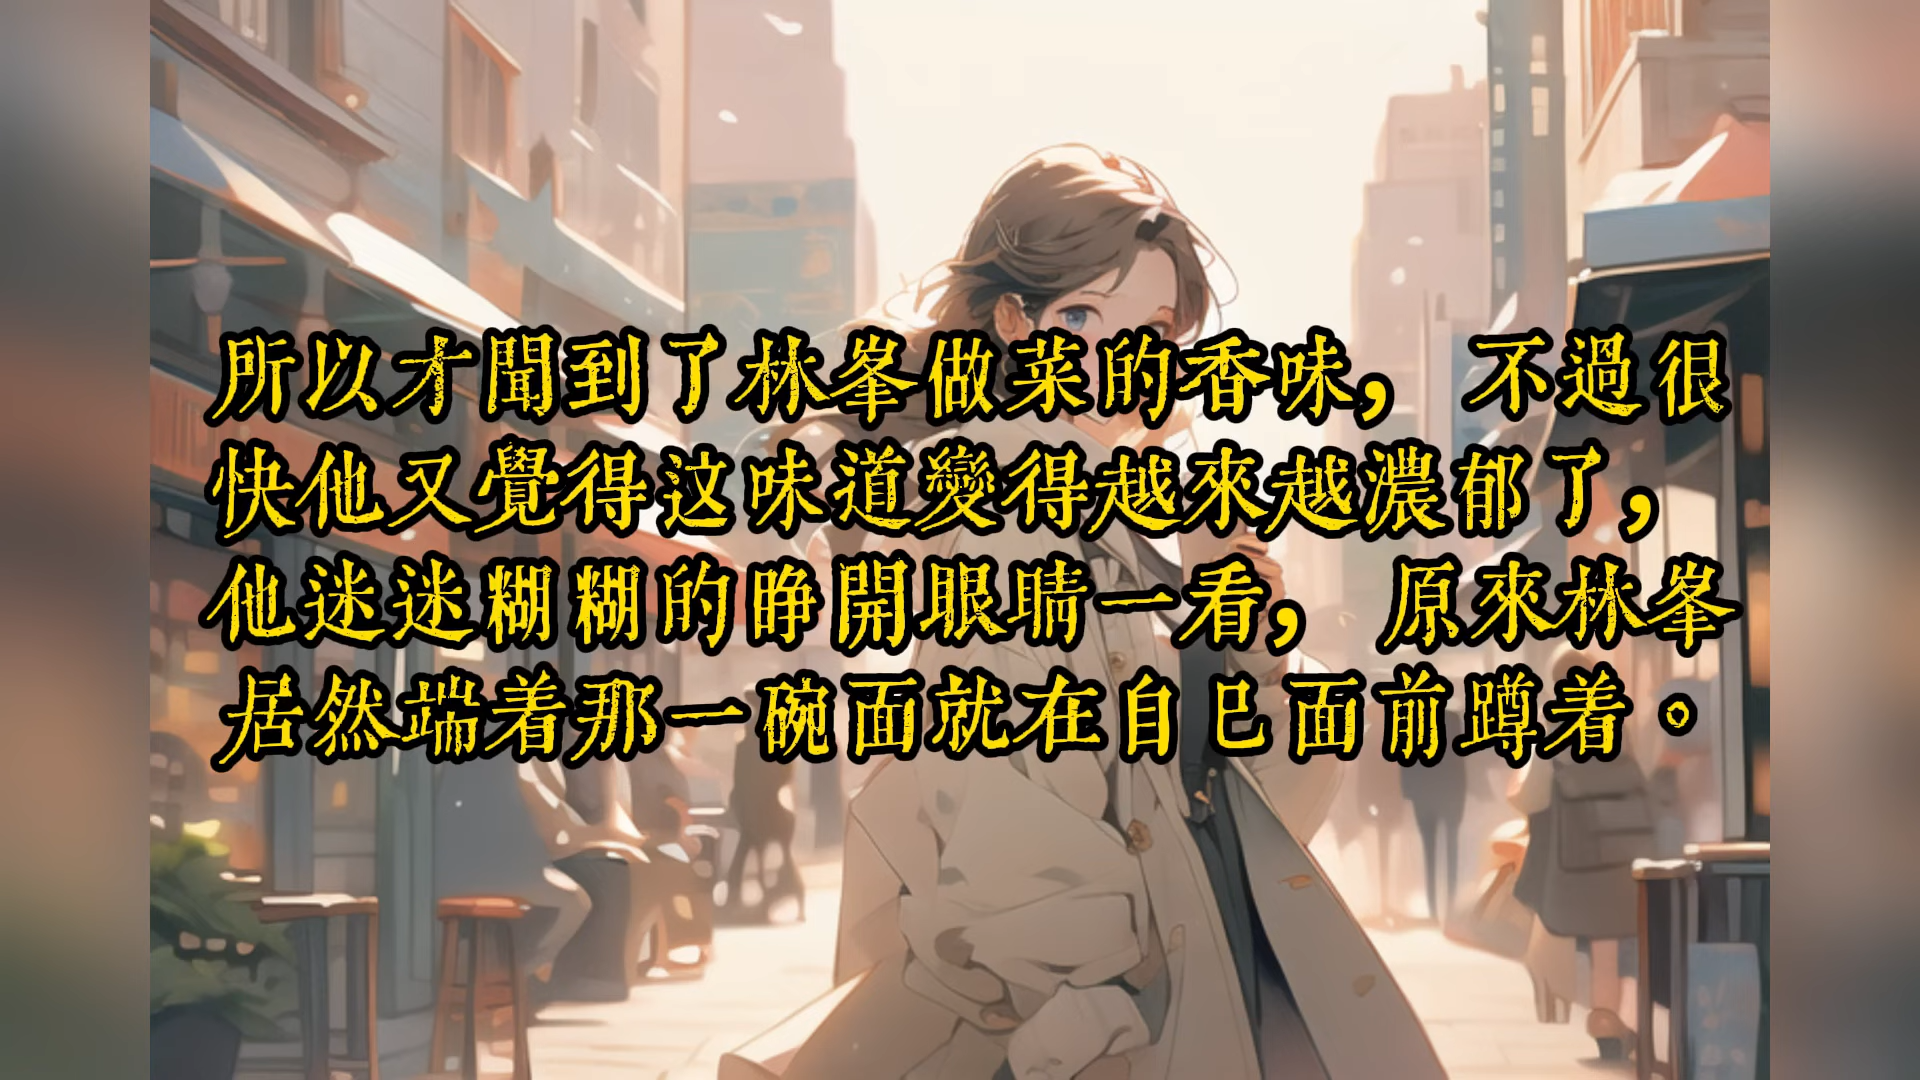 所以才聞到了林峯做菜的香味，不過很
快他又覺得这味道變得越來越濃郁了，
他迷迷糊糊的睁開眼睛一看，原來林峯
居然端着那一碗面就在自己面前蹲着。